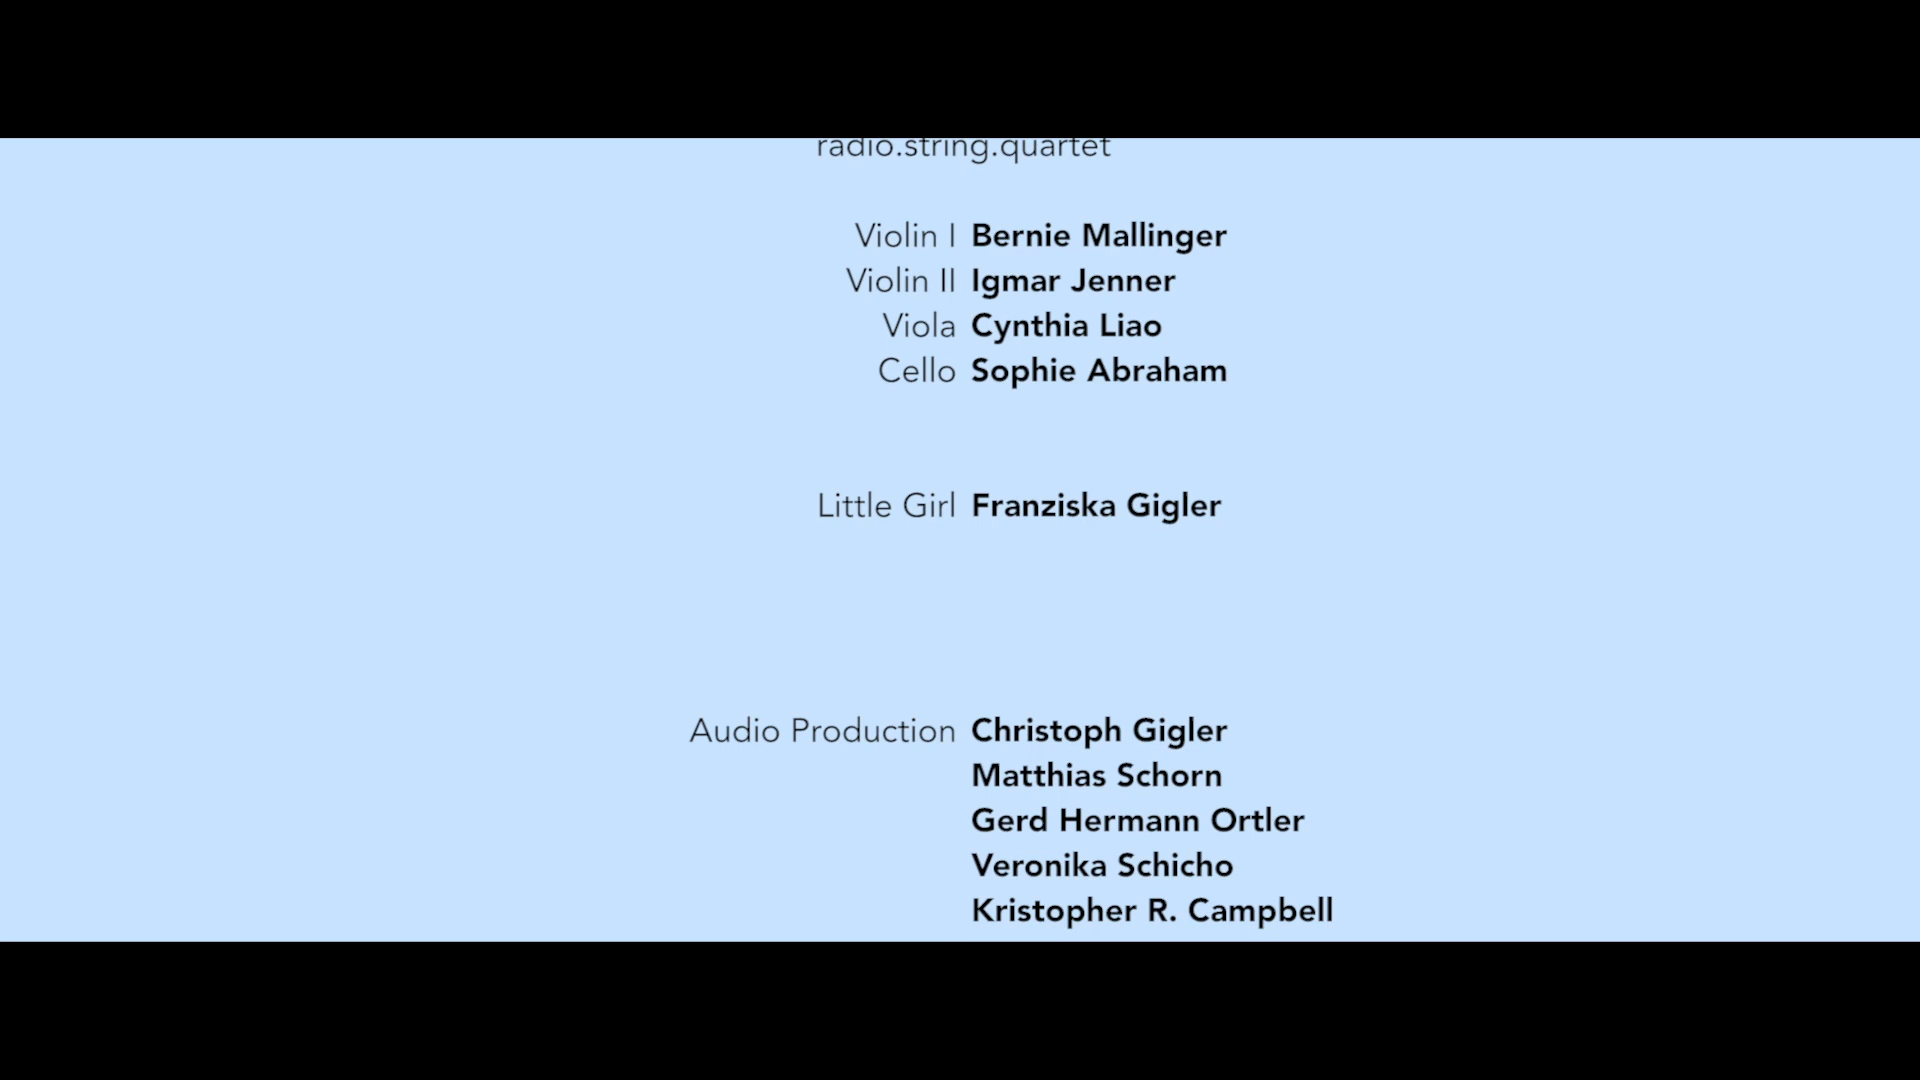 radio.string.quartet
Violin I Bernie Mallinger
Violin II Igmar Jenner
Viola Cynthia Liao
Cello Sophie Abraham
Little Girl Franziska Gigler
Audio Production Christoph Gigler
Matthias Schorn
Gerd Hermann Ortler
Veronika Schicho
Kristopher R. Campbell